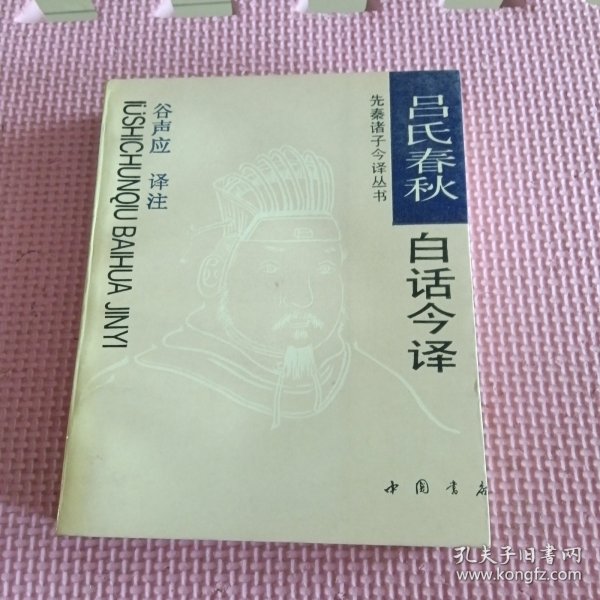 吕氏春秋
白话今译
先秦诸子今译丛书
谷声应 译注
LÜSHICHUNQIU BAIHUA JINYI
中国书店
孔夫子旧书网
www.kongfz.com